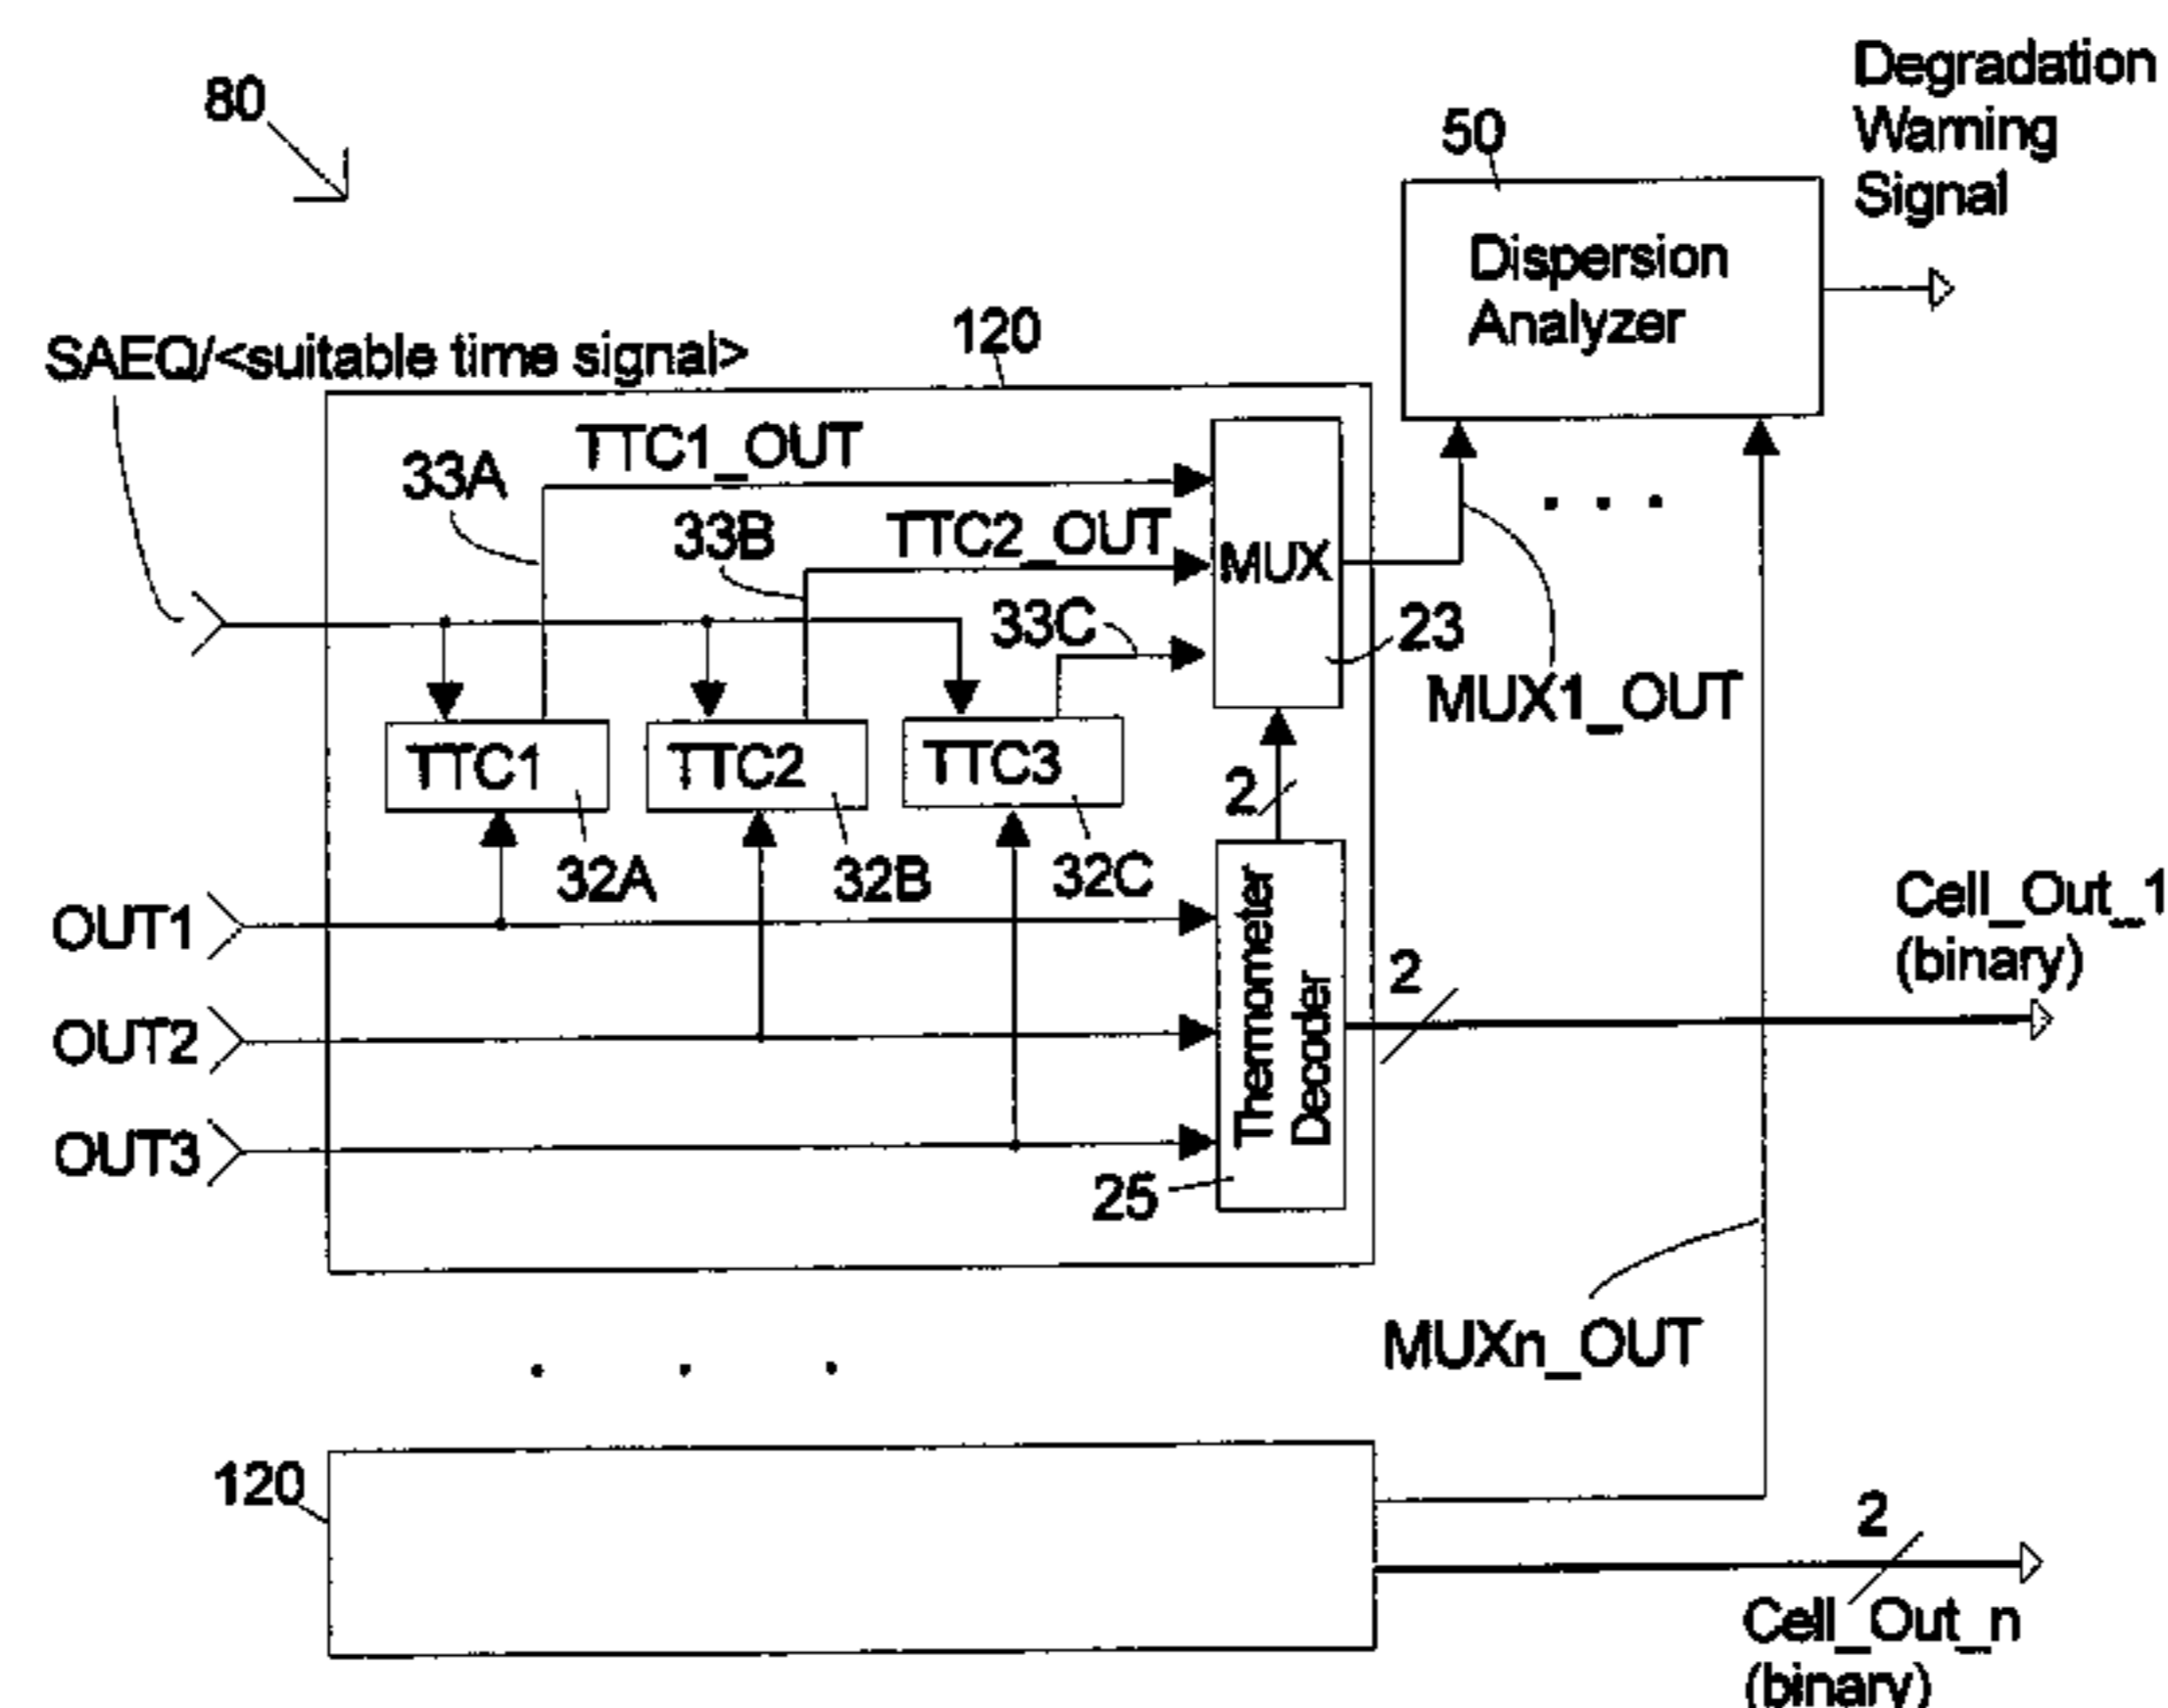 80
Degradation
Warning
Signal
50
Dispersion
Analyzer
SAEQ/<suitable time signal>
120
TTC1_OUT
33A
33B
TTC2_OUT
MUX
33C
23
MUX1_OUT
TTC1
TTC2
TTC3
2
32A
32B
32C
Thermometer
Decoder
OUT1
OUT2
OUT3
2
Cell_Out_1
(binary)
25
MUXn_OUT
120
2
Cell_Out_n
(binary)